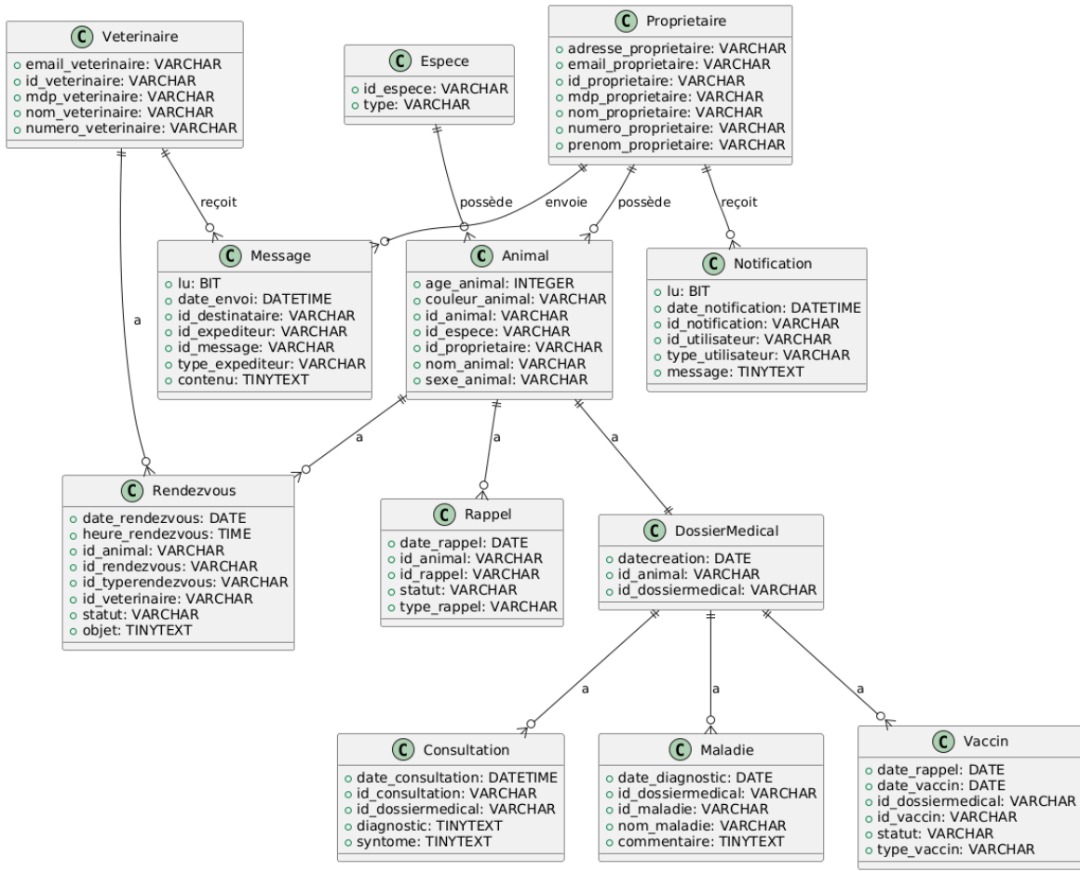 C Veterinaire
email_veterinaire: VARCHAR
id_veterinaire: VARCHAR
mdp_veterinaire: VARCHAR
nom_veterinaire: VARCHAR
numero_veterinaire: VARCHAR
C Espece
id_espece: VARCHAR
type: VARCHAR
C Proprietaire
adresse_proprietaire: VARCHAR
email_proprietaire: VARCHAR
id_proprietaire: VARCHAR
mdp_proprietaire: VARCHAR
nom_proprietaire: VARCHAR
numero_proprietaire: VARCHAR
prenom_proprietaire: VARCHAR
reçoit
possède
envoie
possède
reçoit
C Message
lu: BIT
date_envoi: DATETIME
id_destinataire: VARCHAR
id_expediteur: VARCHAR
id_message: VARCHAR
type_expediteur: VARCHAR
contenu: TINYTEXT
C Animal
age_animal: INTEGER
couleur_animal: VARCHAR
id_animal: VARCHAR
id_espece: VARCHAR
id_proprietaire: VARCHAR
nom_animal: VARCHAR
sexe_animal: VARCHAR
C Notification
lu: BIT
date_notification: DATETIME
id_notification: VARCHAR
id_utilisateur: VARCHAR
type_utilisateur: VARCHAR
message: TINYTEXT
a
a
a
a
C Rendezvous
date_rendezvous: DATE
heure_rendezvous: TIME
id_animal: VARCHAR
id_rendezvous: VARCHAR
id_typerendezvous: VARCHAR
id_veterinaire: VARCHAR
statut: VARCHAR
objet: TINYTEXT
C Rappel
date_rappel: DATE
id_animal: VARCHAR
id_rappel: VARCHAR
statut: VARCHAR
type_rappel: VARCHAR
C DossierMedical
datecreation: DATE
id_animal: VARCHAR
id_dossiermedical: VARCHAR
a
a
a
C Consultation
date_consultation: DATETIME
id_consultation: VARCHAR
id_dossiermedical: VARCHAR
diagnostic: TINYTEXT
syntome: TINYTEXT
C Maladie
date_diagnostic: DATE
id_dossiermedical: VARCHAR
id_maladie: VARCHAR
nom_maladie: VARCHAR
commentaire: TINYTEXT
C Vaccin
date_rappel: DATE
date_vaccin: DATE
id_dossiermedical: VARCHAR
id_vaccin: VARCHAR
statut: VARCHAR
type_vaccin: VARCHAR